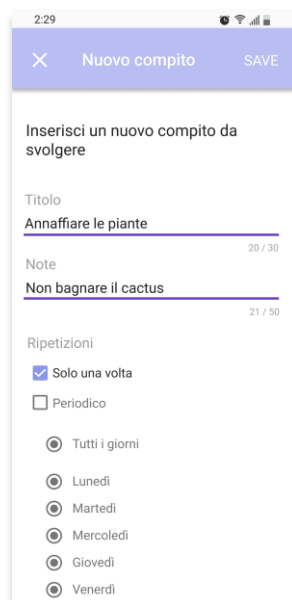 2:29
Nuovo compito SAVE
Inserisci un nuovo compito da
svolgere
Titolo
Annaffiare le piante
20 / 30
Note
Non bagnare il cactus
21 / 50
Ripetizioni
Solo una volta
Periodico
Tutti i giorni
Lunedì
Martedì
Mercoledì
Giovedì
Venerdì